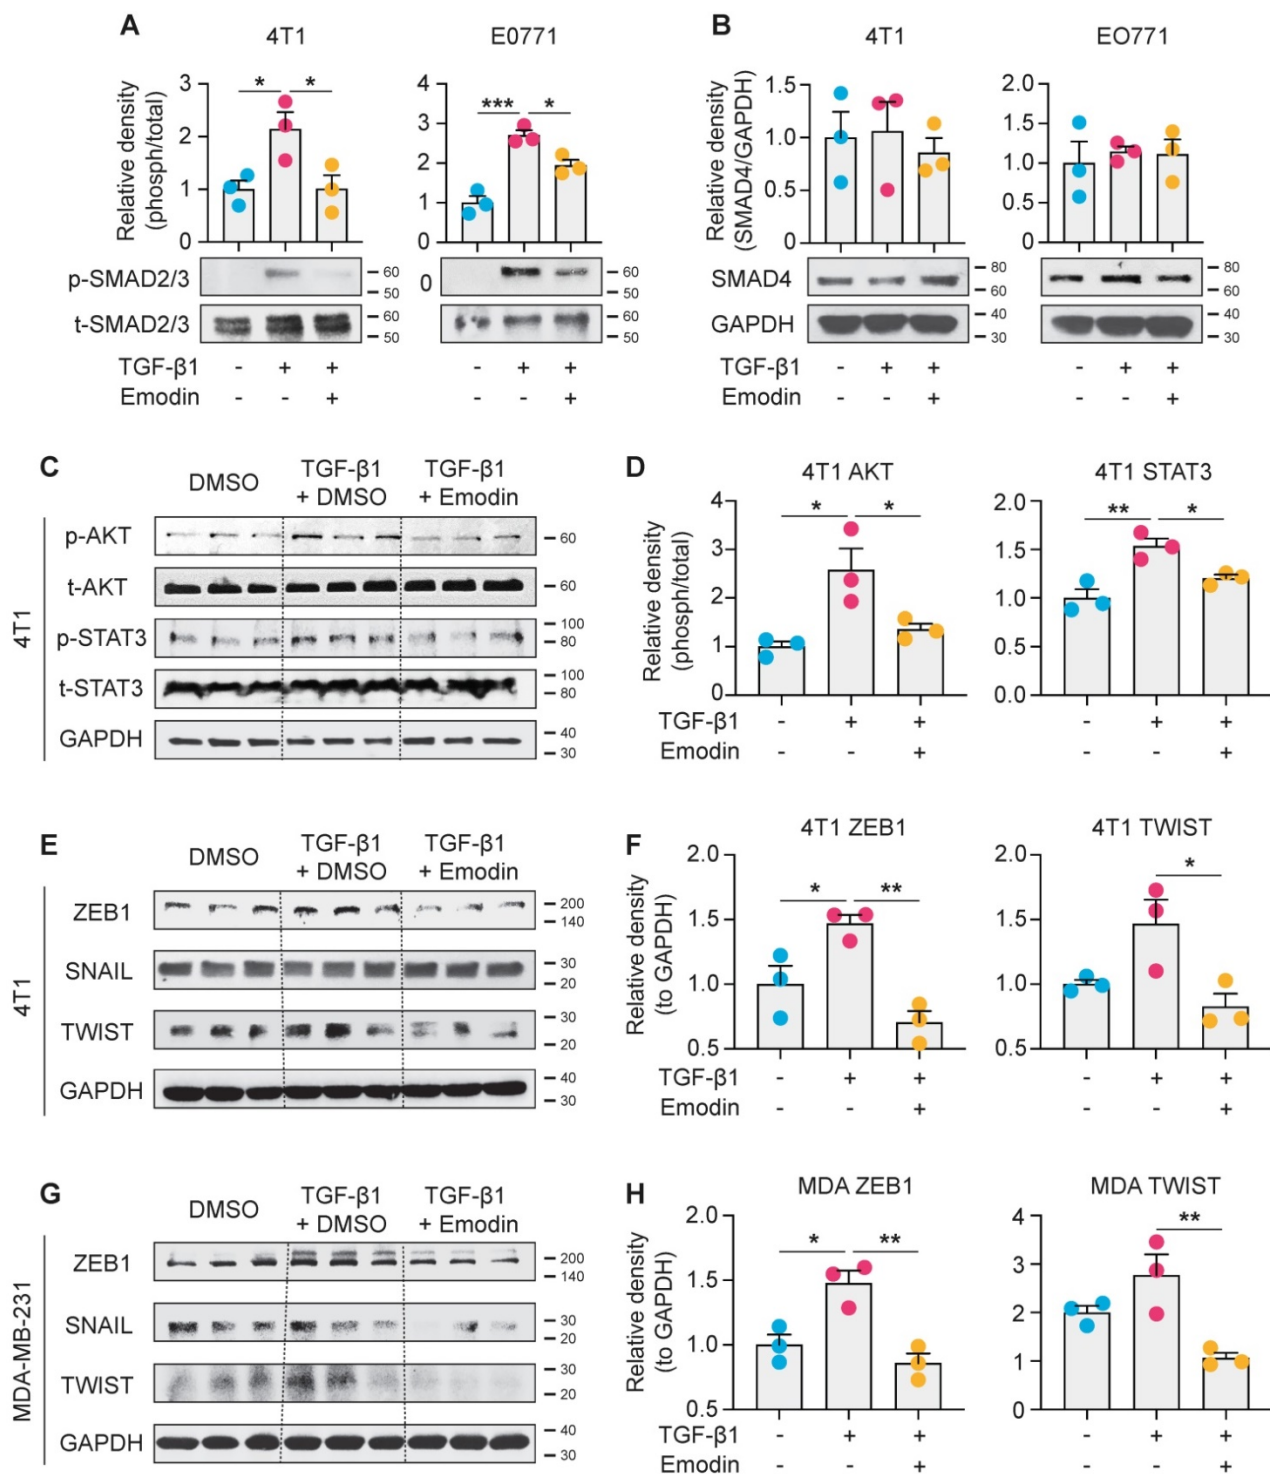 A
4T1
E0771
Relative density
(phosph/total)
3
2
1
0
* *
4
3
2
1
0
*** *
p-SMAD2/3
60
50
0
60
50
t-SMAD2/3
60
50
60
50
TGF-β1 - + + - + +
Emodin - - + - - +
B
4T1
EO771
Relative density
(SMAD4/GAPDH)
1.5
1.0
0.5
0
2.0
1.5
1.0
0.5
0
SMAD4
80
60
80
60
GAPDH
40
30
40
30
TGF-β1 - + + - + +
Emodin - - + - - +
C
DMSO
TGF-β1
+ DMSO
TGF-β1
+ Emodin
4T1
p-AKT
60
t-AKT
60
p-STAT3
100
80
t-STAT3
100
80
GAPDH
40
30
D
4T1 AKT
4T1 STAT3
Relative density
(phosph/total)
4
3
2
1
0
* *
2.0
1.5
1.0
0.5
0.0
** *
TGF-β1 - + + - + +
Emodin - - + - - +
E
DMSO
TGF-β1
+ DMSO
TGF-β1
+ Emodin
4T1
ZEB1
200
140
SNAIL
30
20
TWIST
30
20
GAPDH
40
30
F
4T1 ZEB1
4T1 TWIST
Relative density
(to GAPDH)
2.0
1.5
1.0
0.5
* **
2.0
1.5
1.0
0.5
*
TGF-β1 - + + - + +
Emodin - - + - - +
G
DMSO
TGF-β1
+ DMSO
TGF-β1
+ Emodin
MDA-MB-231
ZEB1
200
140
SNAIL
30
20
TWIST
30
20
GAPDH
40
30
H
MDA ZEB1
MDA TWIST
Relative density
(to GAPDH)
2.0
1.5
1.0
0.5
* **
4
3
2
1
0
**
TGF-β1 - + + - + +
Emodin - - + - - +